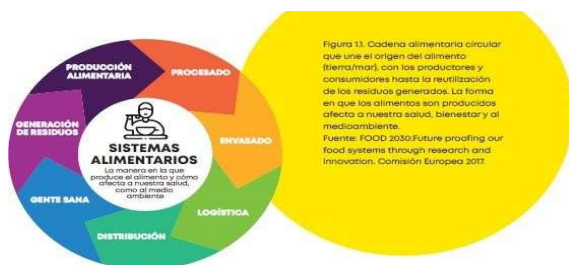 PRODUCCIÓN
ALIMENTARIA
PROCESADO
ENVASADO
LOGÍSTICA
DISTRIBUCIÓN
GENTE SANA
GENERACIÓN
DE RESIDUOS
SISTEMAS
ALIMENTARIOS
La manera en la que
produce el alimento y cómo
afecta a nuestra salud,
como al medio
ambiente
Figura 1.1. Cadena alimentaria circular
que une el origen del alimento
(tierra/mar), con los productores y
consumidores hasta la reutilización
de los residuos generados. La forma
en que los alimentos son producidos
afecta a nuestra salud, bienestar y al
medioambiente.
Fuente: FOOD 2030:Future proofing our
food systems through research and
innovation. Comisión Europea 2017.